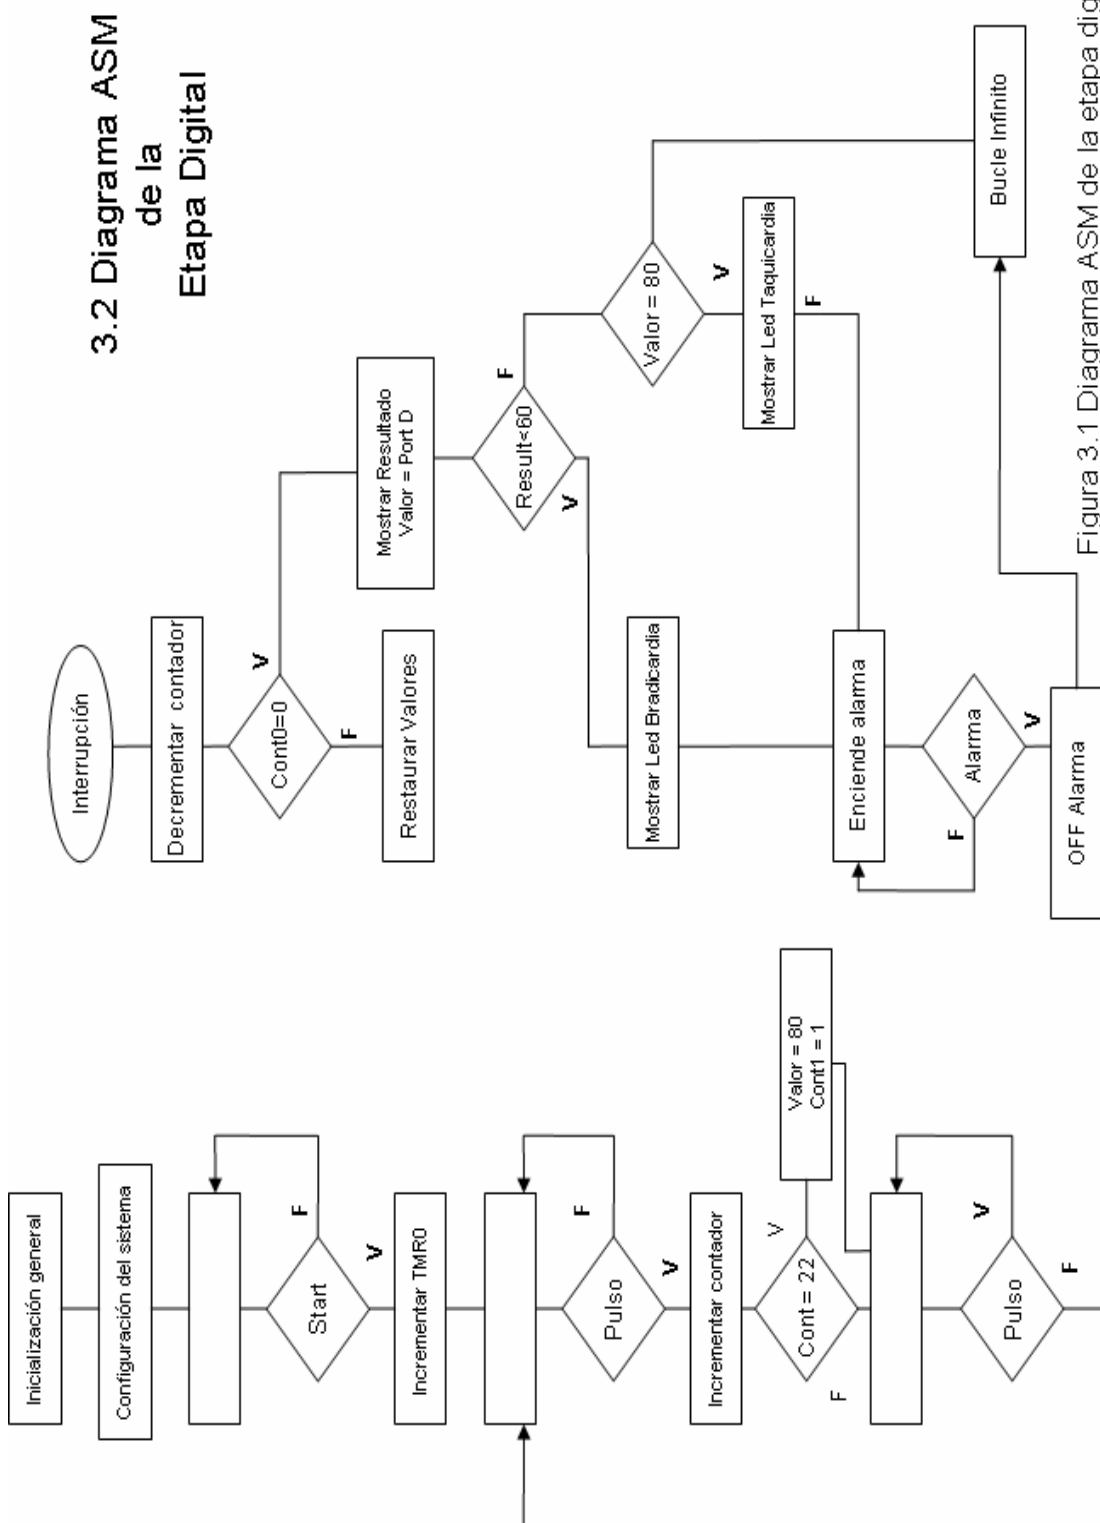 3.2 Diagrama ASM
de la
Etapa Digital
Inicialización general
Configuración del sistema
F
Start
V
Incrementar TMR0
F
Pulso
V
Incrementar contador
V
Cont = 22
F
Valor = 80
Cont1 = 1
V
Pulso
F
Interrupción
Decrementar contador
V
Cont0=0
F
Restaurar Valores
Mostrar Resultado
Valor = Port D
F
Result<60
V
Valor = 80
V
Mostrar Led Taquicardia
F
Mostrar Led Bradicardia
Enciende alarma
F
Alarma
V
OFF Alarma
Bucle Infinito
Figura 3.1 Diagrama ASM de la etapa